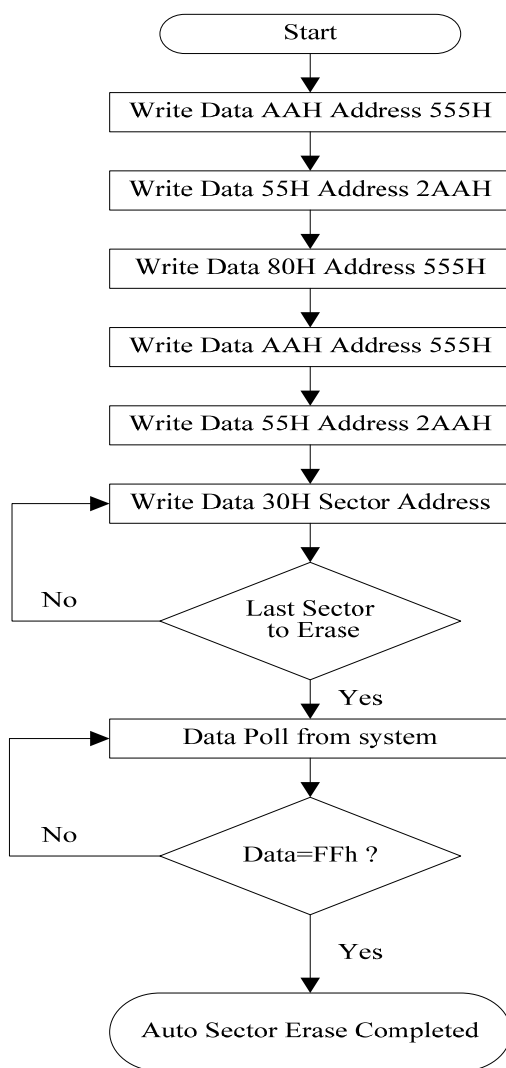 Start
Write Data AAH Address 555H
Write Data 55H Address 2AAH
Write Data 80H Address 555H
Write Data AAH Address 555H
Write Data 55H Address 2AAH
Write Data 30H Sector Address
No
Last Sector
to Erase
Yes
Data Poll from system
No
Data=FFh ?
Yes
Auto Sector Erase Completed